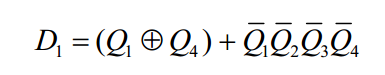 D₁ = (Q₁ ⊕ Q₄) + Q̅₁Q̅₂Q̅₃Q̅₄